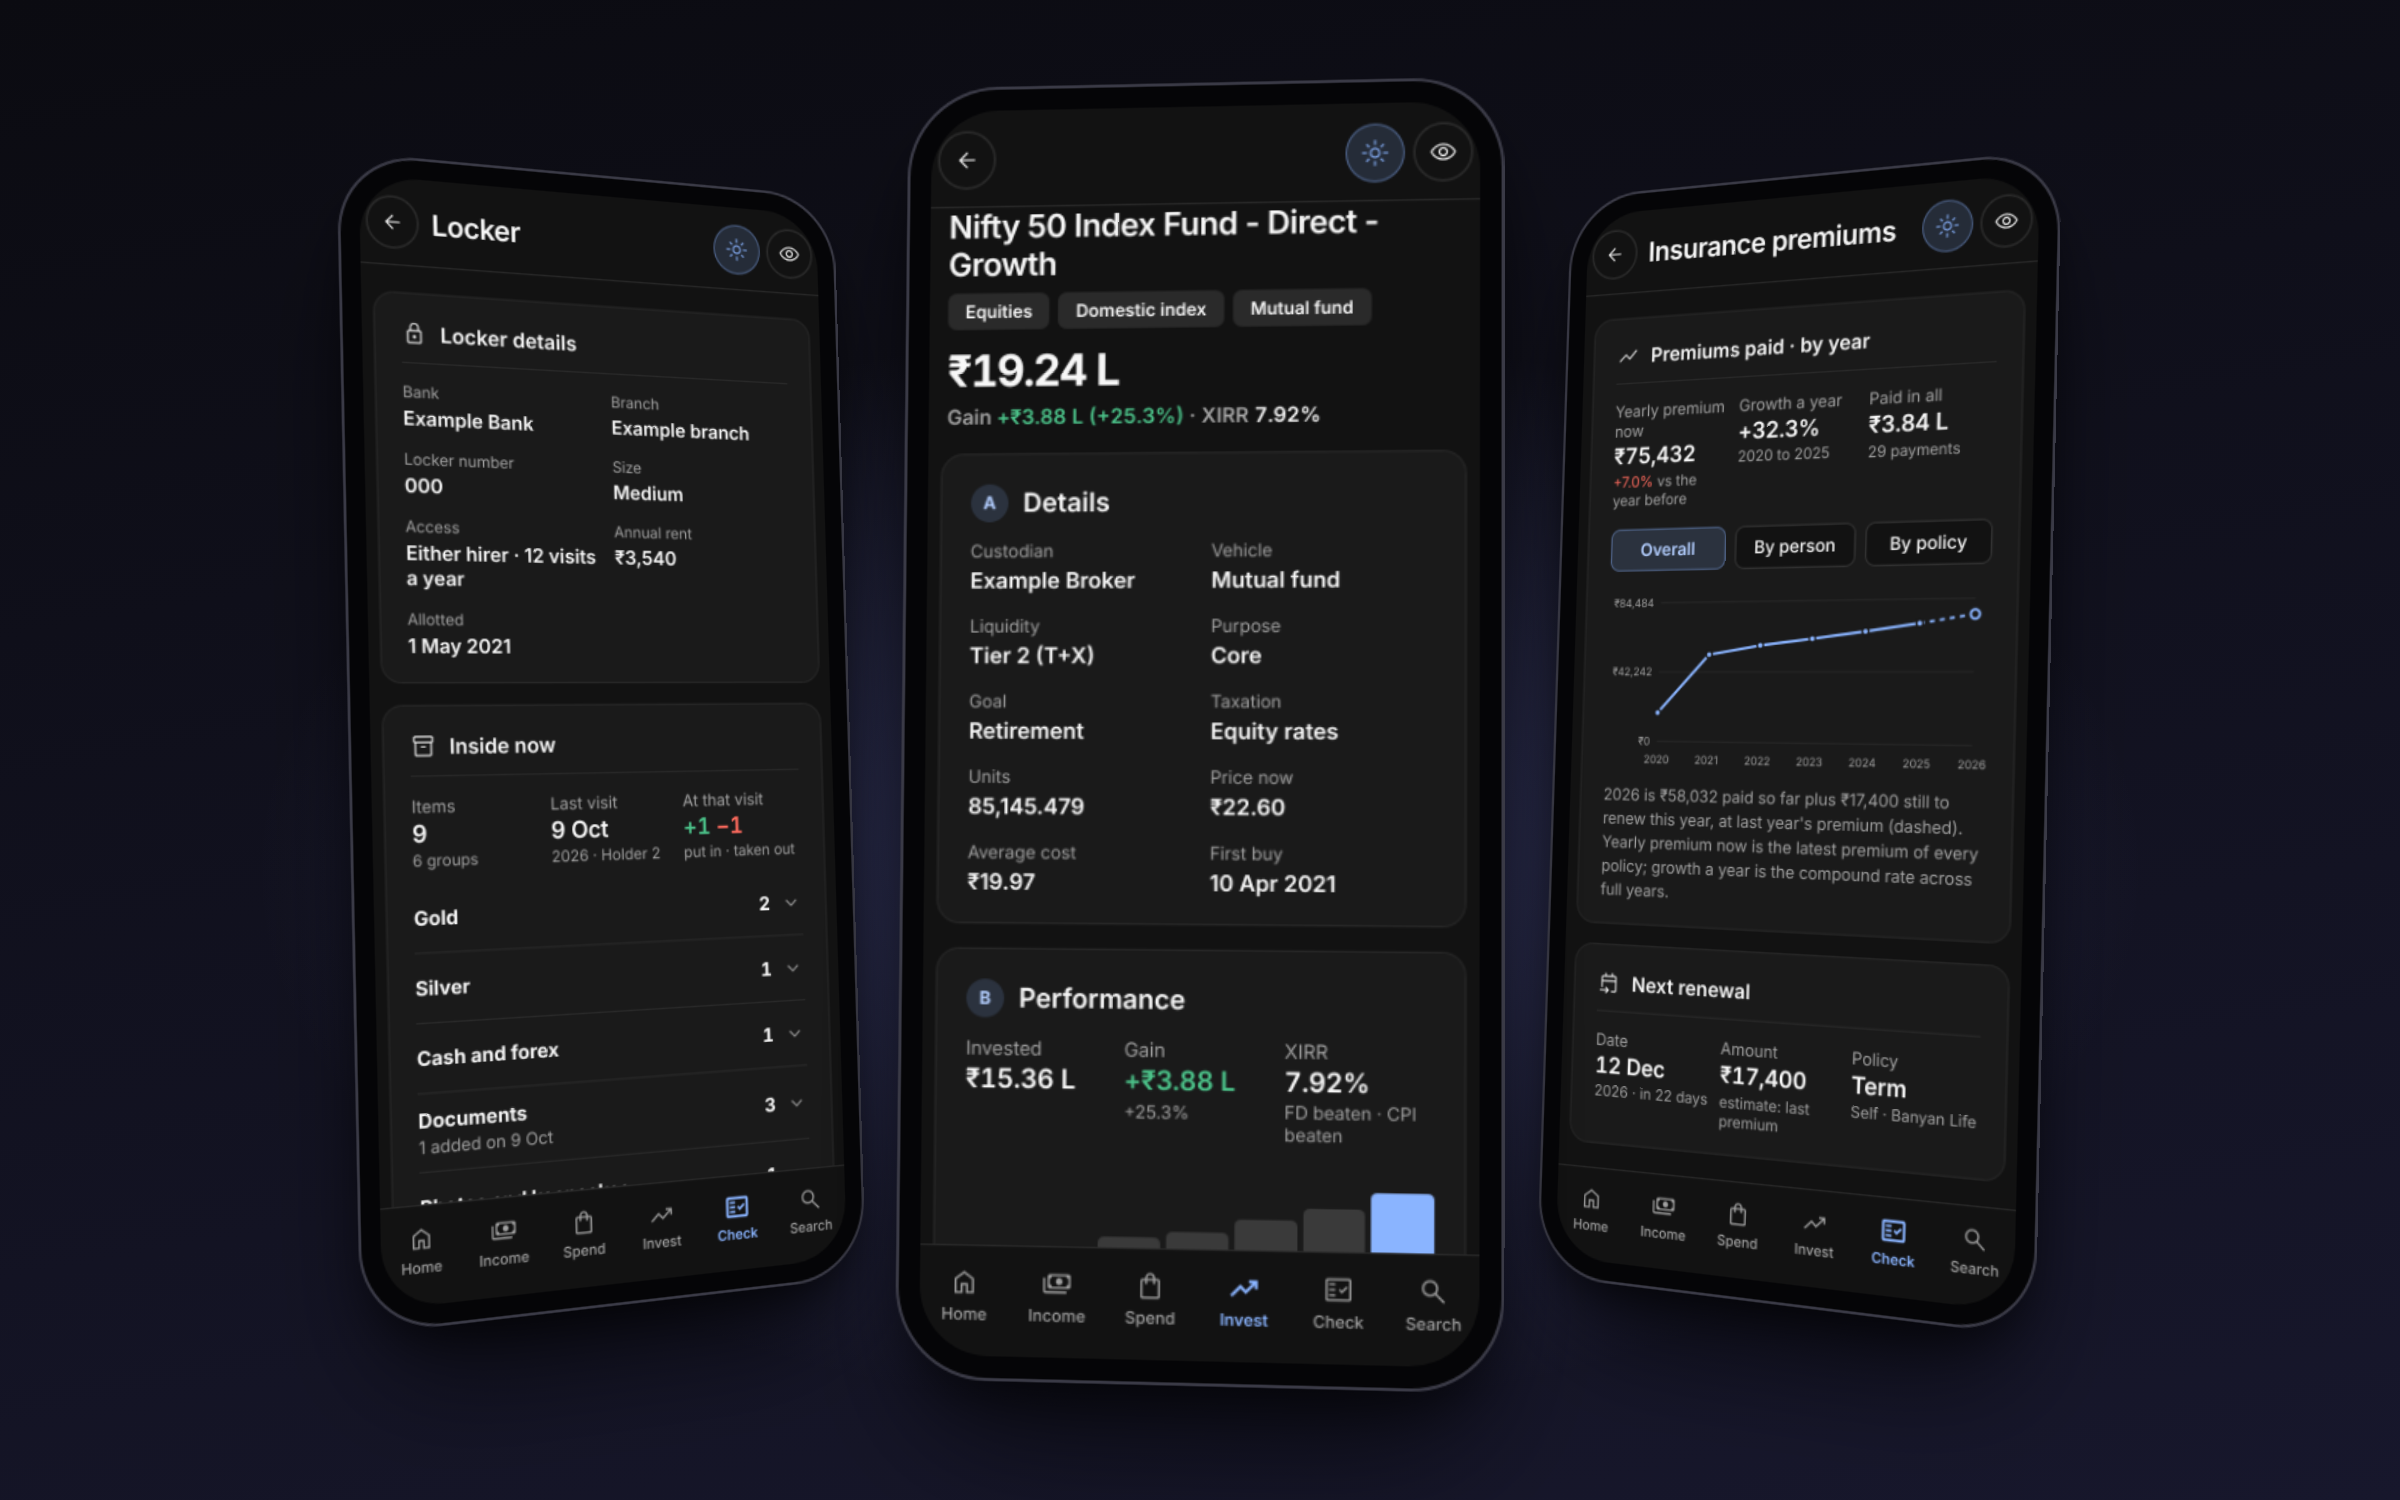 Locker
Locker details
Bank
Example Bank
Branch
Example branch
Locker number
000
Size
Medium
Access
Either hirer · 12 visits
a year
Annual rent
₹3,540
Allotted
1 May 2021
Inside now
Items
9
6 groups
Last visit
9 Oct
2026 · Holder 2
At that visit
+1 −1
put in · taken out
Gold 2
Silver 1
Cash and forex 1
Documents 3
1 added on 9 Oct
Home Income Spend Invest Check Search
Nifty 50 Index Fund - Direct -
Growth
Equities Domestic index Mutual fund
₹19.24 L
Gain +₹3.88 L (+25.3%) · XIRR 7.92%
A Details
Custodian
Example Broker
Vehicle
Mutual fund
Liquidity
Tier 2 (T+X)
Purpose
Core
Goal
Retirement
Taxation
Equity rates
Units
85,145.479
Price now
₹22.60
Average cost
₹19.97
First buy
10 Apr 2021
B Performance
Invested
₹15.36 L
Gain
+₹3.88 L
+25.3%
XIRR
7.92%
FD beaten · CPI
beaten
Home Income Spend Invest Check Search
Insurance premiums
Premiums paid · by year
Yearly premium
now
₹75,432
+7.0% vs the
year before
Growth a year
+32.3%
2020 to 2025
Paid in all
₹3.84 L
29 payments
Overall By person By policy
₹84,484
₹42,242
₹0
2020 2021 2022 2023 2024 2025 2026
2026 is ₹58,032 paid so far plus ₹17,400 still to
renew this year, at last year's premium (dashed).
Yearly premium now is the latest premium of every
policy; growth a year is the compound rate across
full years.
Next renewal
Date
12 Dec
2026 · in 22 days
Amount
₹17,400
estimate: last
premium
Policy
Term
Self · Banyan Life
Home Income Spend Invest Check Search